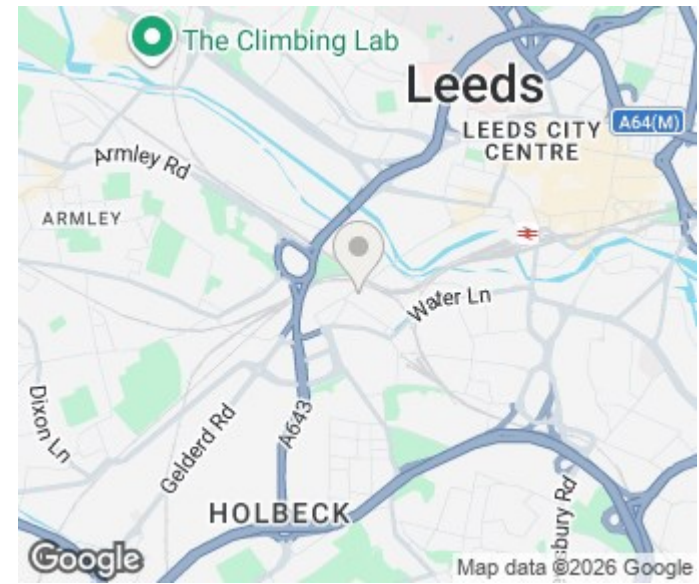 The Climbing Lab
Leeds
A64(M)
LEEDS CITY
CENTRE
Armley Rd
ARMLEY
Water Ln
Dixon Ln
Gelderd Rd
A643
HOLBECK
Google
Map data ©2026 Google